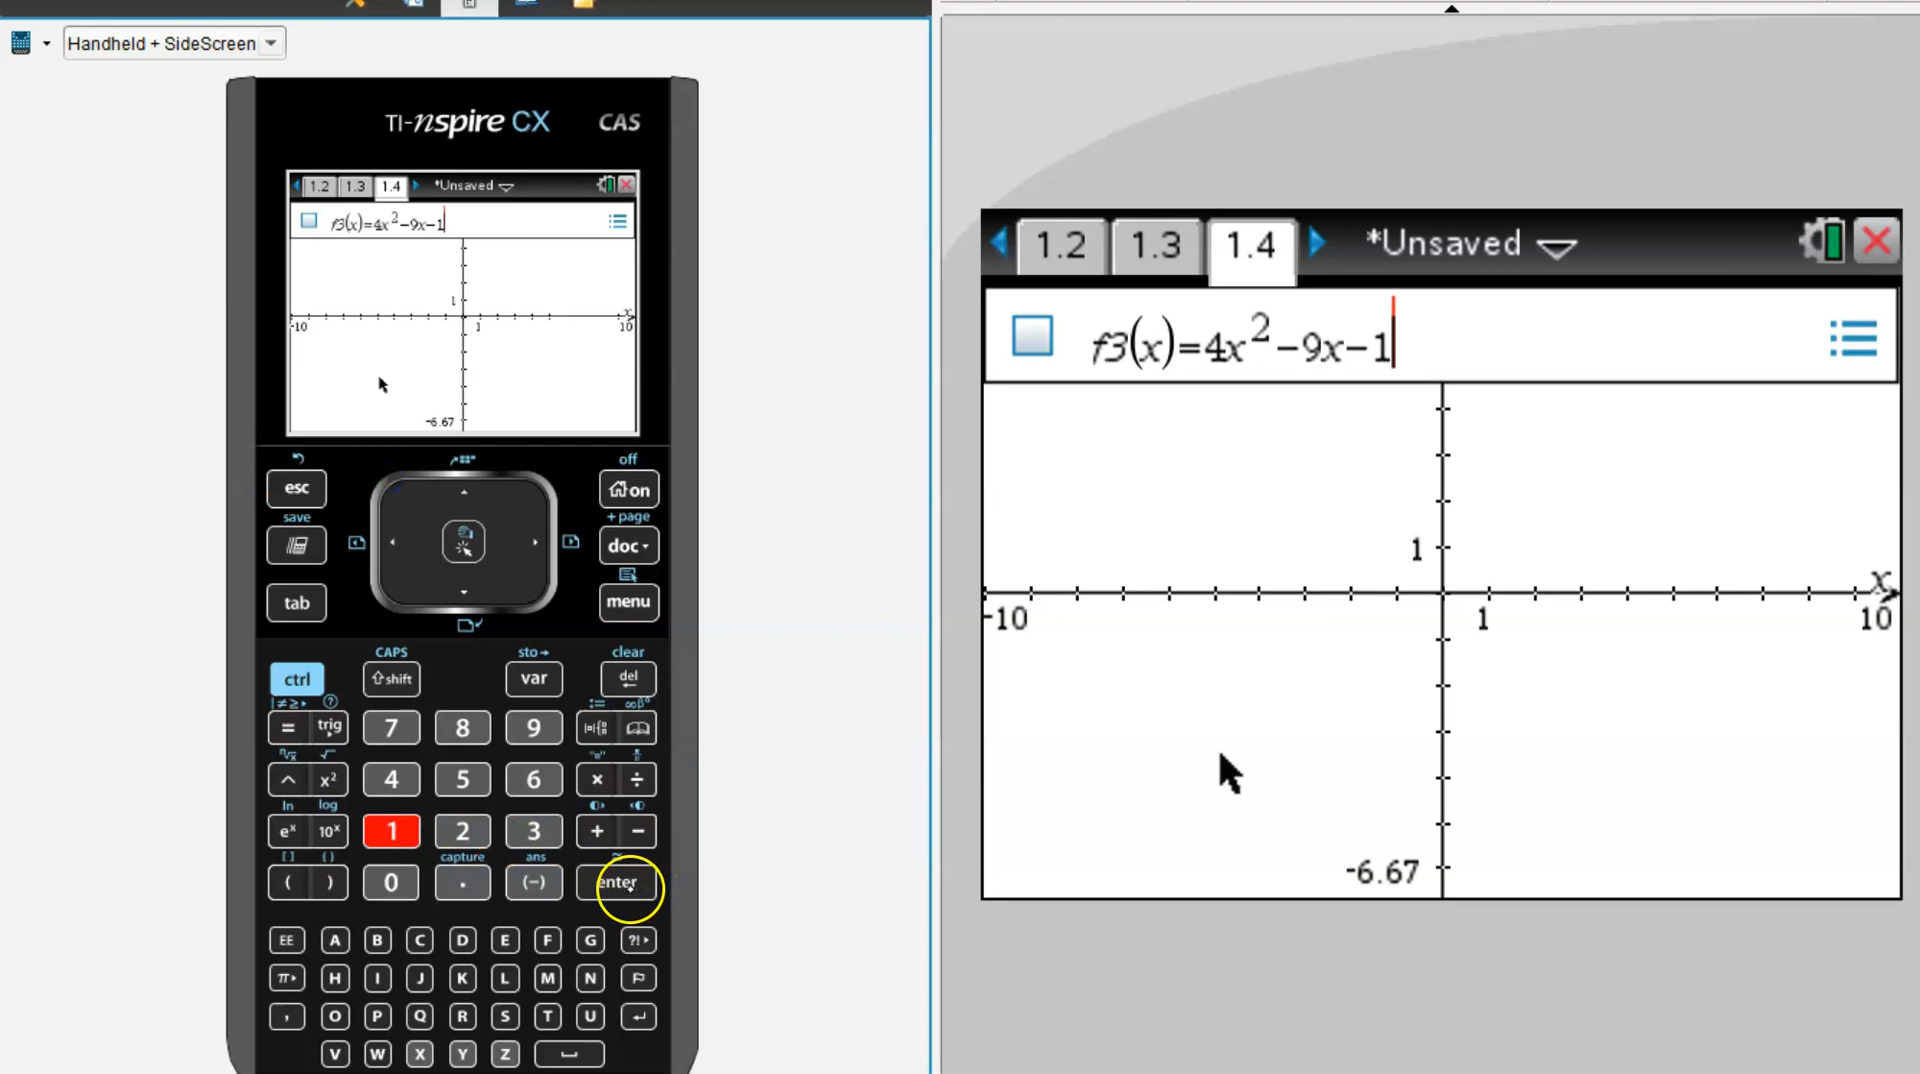 Handheld + SideScreen
TI-nspire CX CAS
1.2 1.3 1.4 *Unsaved
f3(x)=4x²-9x-1
1
-10 1 x 10
-6.67
off
esc on
save + page
doc
tab menu
CAPS sto→ clear
ctrl shift var del
= trig 7 8 9
ⁿ√x √
^ x² 4 5 6 × ÷
ln log
eˣ 10ˣ 1 2 3 + −
[ ] { } capture ans ≈
( ) 0 . (−) enter
EE A B C D E F G ?!▸
π▸ H I J K L M N
, O P Q R S T U
V W X Y Z
1.2 1.3 1.4 *Unsaved
f3(x)=4x²-9x-1
1
x
-10 1 10
-6.67